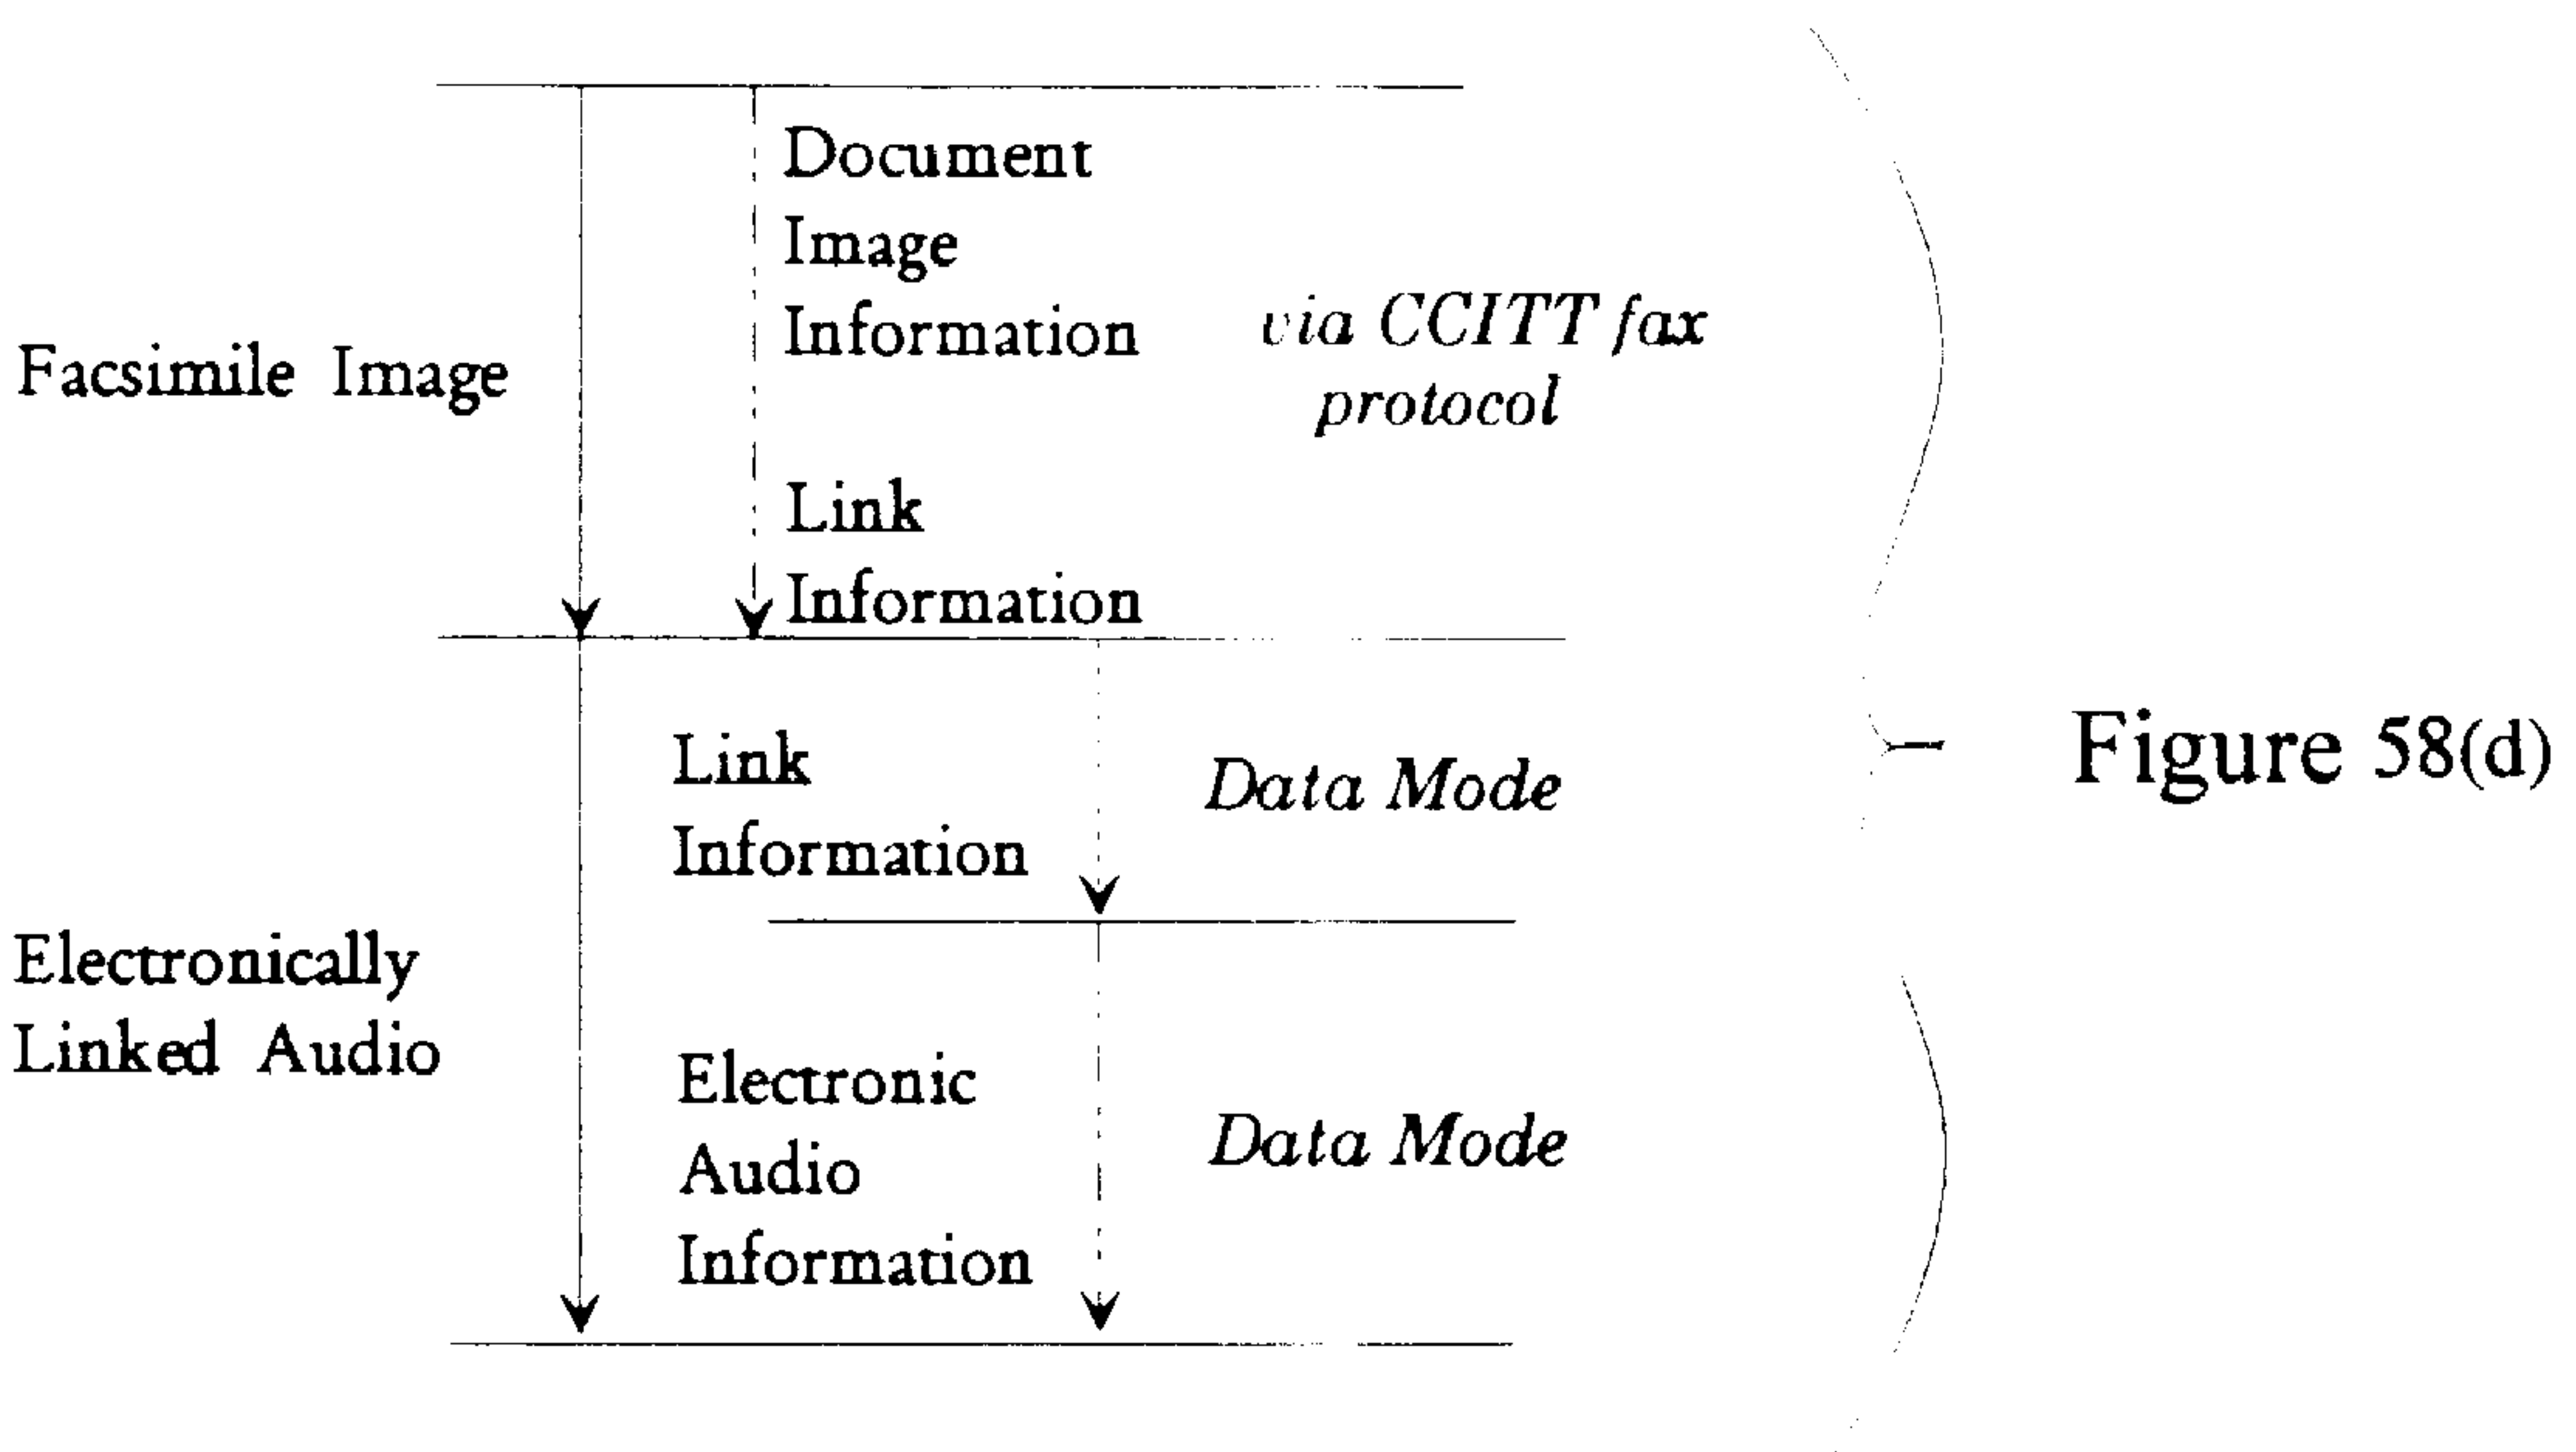 Document
Image
Information
via CCITT fax
protocol
Facsimile Image
Link
Information
Link
Information
Data Mode
Figure 58(d)
Electronically
Linked Audio
Electronic
Audio
Information
Data Mode